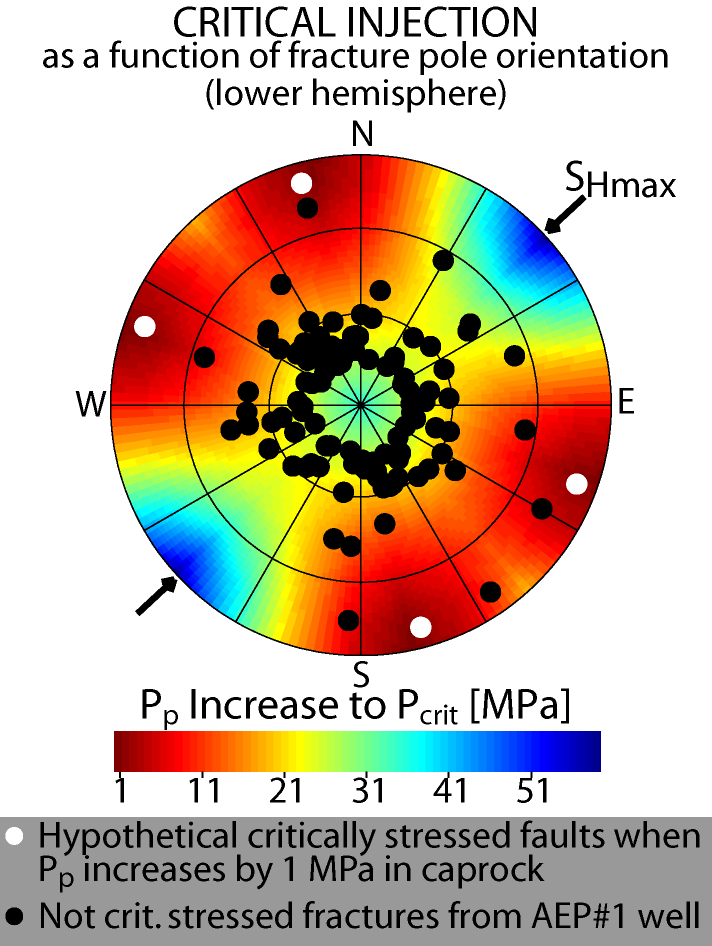 CRITICAL INJECTION
as a function of fracture pole orientation
(lower hemisphere)
N
SHmax
W
E
S
Pp Increase to Pcrit [MPa]
1 11 21 31 41 51
Hypothetical critically stressed faults when
Pp increases by 1 MPa in caprock
Not crit. stressed fractures from AEP#1 well